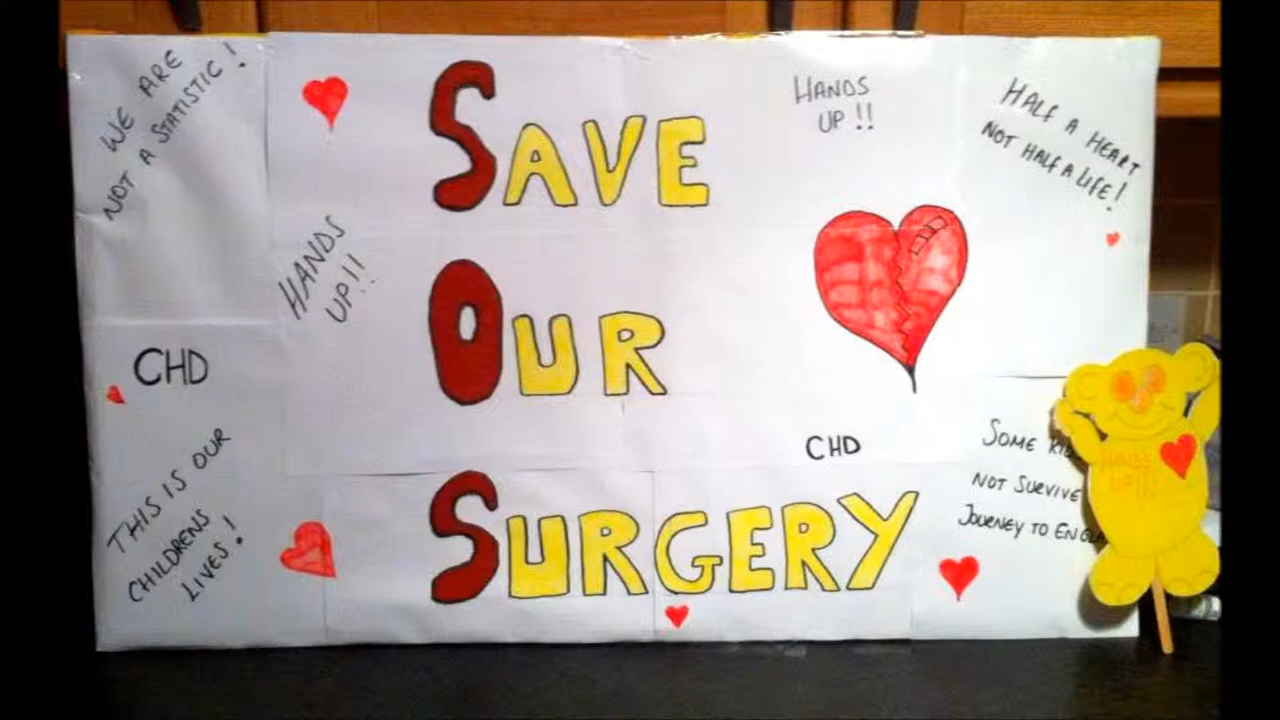 WE ARE
NOT A STATISTIC!
SAVE
HANDS
UP!!
HALF A HEART
NOT HALF A LIFE!
HANDS
UP!!
OUR
CHD
CHD
THIS IS OUR
CHILDRENS
LIVES!
SURGERY
SOME
NOT SURVIVE
JOURNEY TO
HANDS
UP!!!